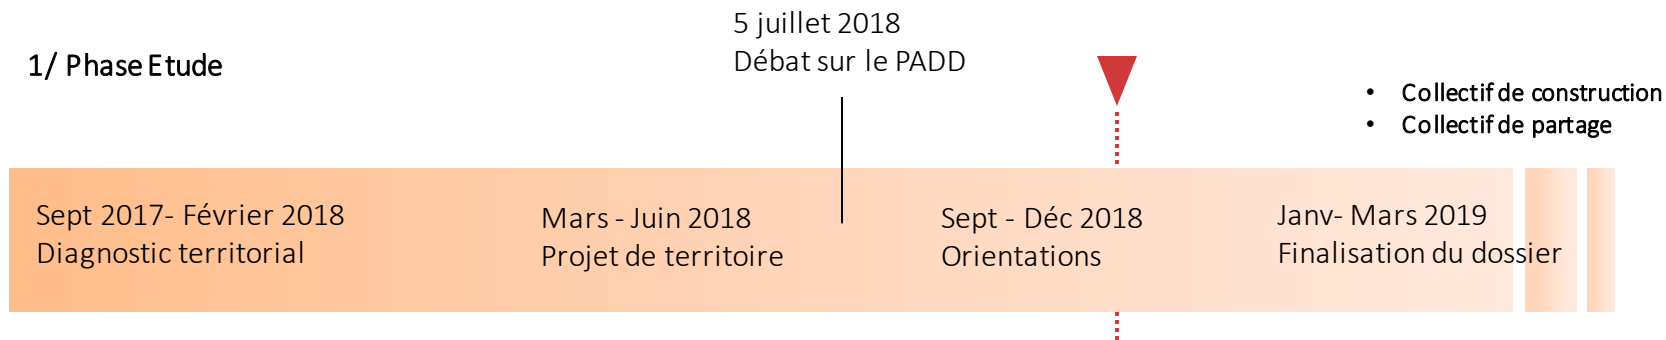 5 juillet 2018
Débat sur le PADD
1/ Phase Etude
• Collectif de construction
• Collectif de partage
Sept 2017- Février 2018
Diagnostic territorial
Mars - Juin 2018
Projet de territoire
Sept - Déc 2018
Orientations
Janv- Mars 2019
Finalisation du dossier